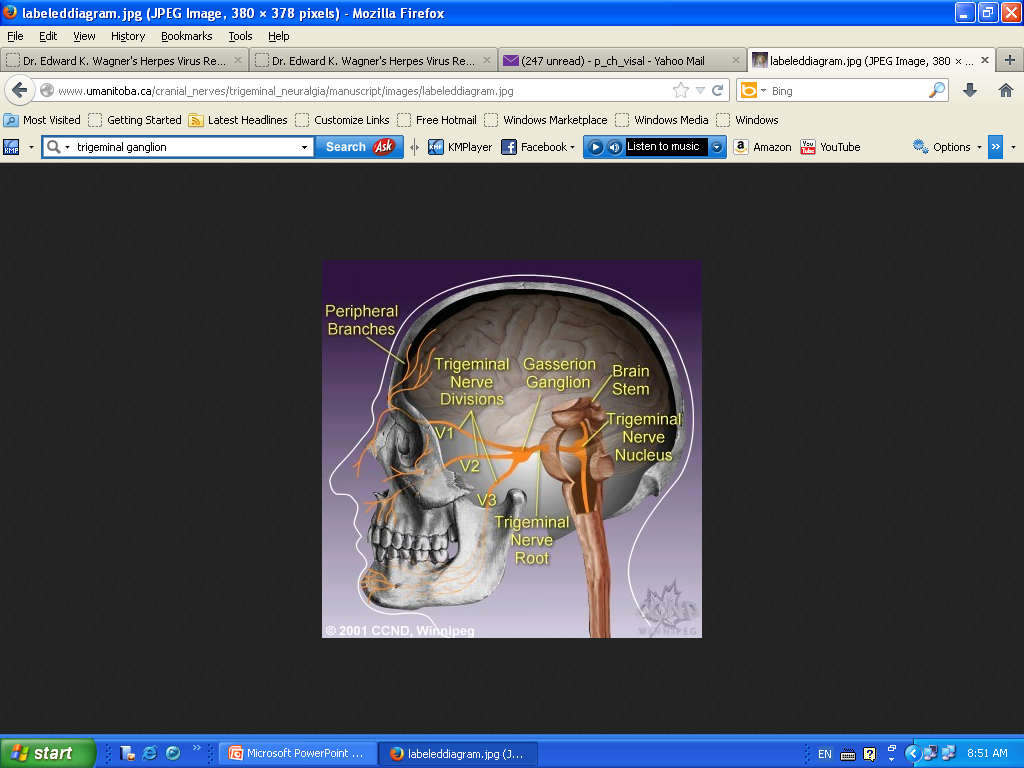 labeleddiagram.jpg (JPEG Image, 380 × 378 pixels) - Mozilla Firefox
File Edit View History Bookmarks Tools Help
Dr. Edward K. Wagner's Herpes Virus Re... Dr. Edward K. Wagner's Herpes Virus Re... (247 unread) - p_ch_visal - Yahoo Mail labeleddiagram.jpg (JPEG Image, 380 × ...
www.umanitoba.ca/cranial_nerves/trigeminal_neuralgia/manuscript/images/labeleddiagram.jpg Bing
Most Visited Getting Started Latest Headlines Customize Links Free Hotmail Windows Marketplace Windows Media Windows
KMP trigeminal ganglion Search Ask KMPlayer Facebook Listen to music Amazon YouTube Options
Peripheral
Branches
Trigeminal
Nerve
Divisions
Gasserion
Ganglion
Brain
Stem
Trigeminal
Nerve
Nucleus
V1
V2
V3
Trigeminal
Nerve
Root
WINNIPEG
© 2001 CCND, Winnipeg
start Microsoft PowerPoint ... labeleddiagram.jpg (J... EN 8:51 AM